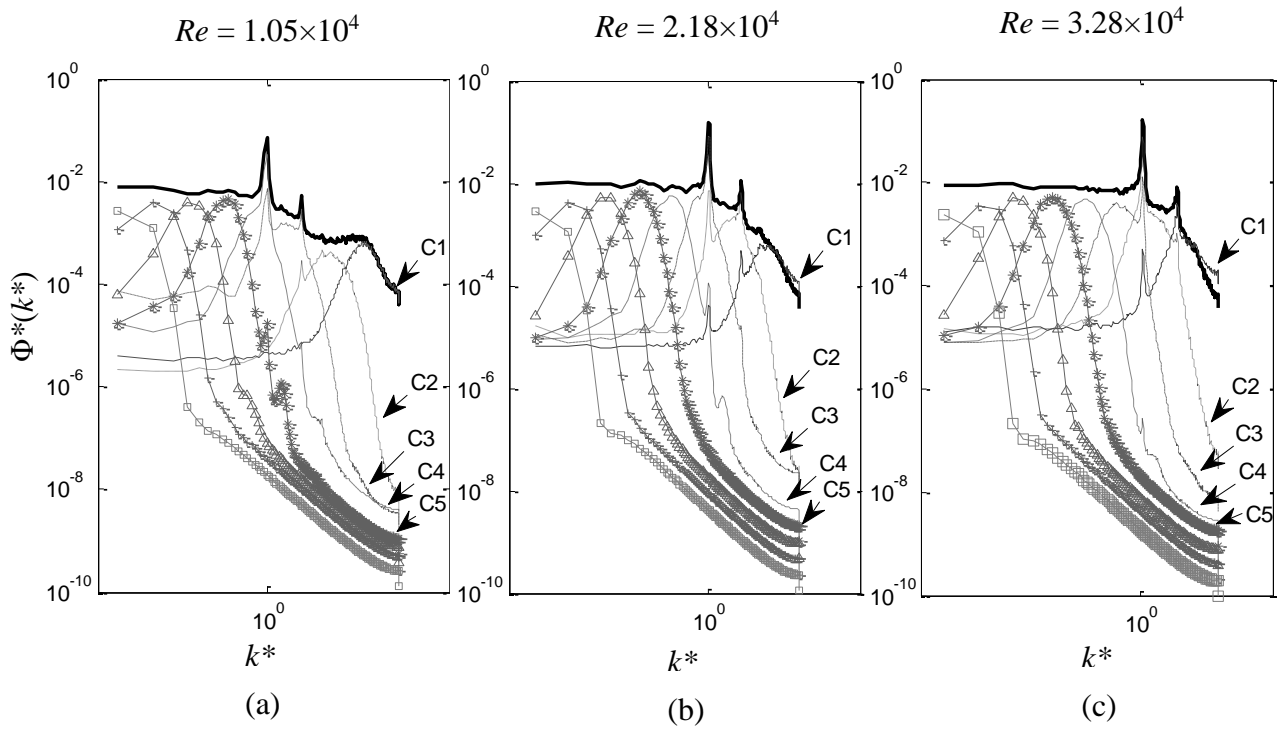 Re = 1.05×10⁴
Re = 2.18×10⁴
Re = 3.28×10⁴
Φ*(k*)
10⁰
10⁻²
10⁻⁴
10⁻⁶
10⁻⁸
10⁻¹⁰
C1
C2
C3
C4
C5
10⁰
k*
(a)
10⁰
10⁻²
10⁻⁴
10⁻⁶
10⁻⁸
10⁻¹⁰
C1
C2
C3
C4
C5
10⁰
k*
(b)
10⁰
10⁻²
10⁻⁴
10⁻⁶
10⁻⁸
10⁻¹⁰
C1
C2
C3
C4
C5
10⁰
k*
(c)